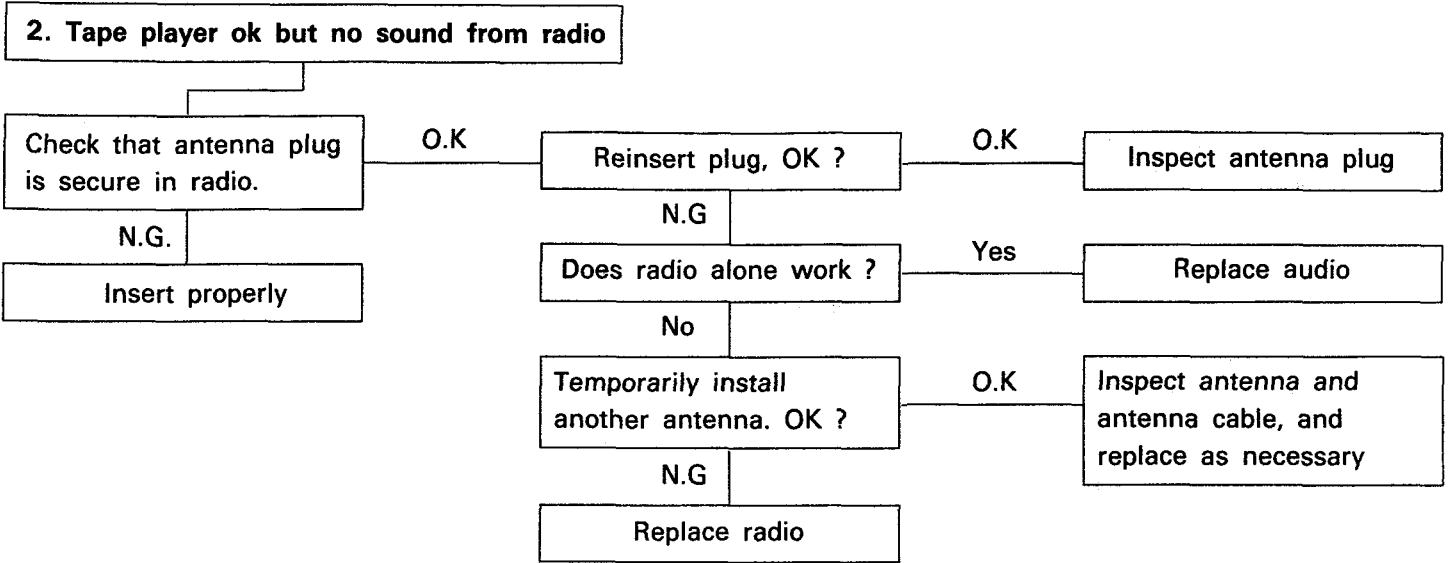 2. Tape player ok but no sound from radio
Check that antenna plug
is secure in radio.
O.K
Reinsert plug, OK ?
O.K
Inspect antenna plug
N.G.
Insert properly
N.G
Does radio alone work ?
Yes
Replace audio
No
Temporarily install
another antenna. OK ?
O.K
Inspect antenna and
antenna cable, and
replace as necessary
N.G
Replace radio